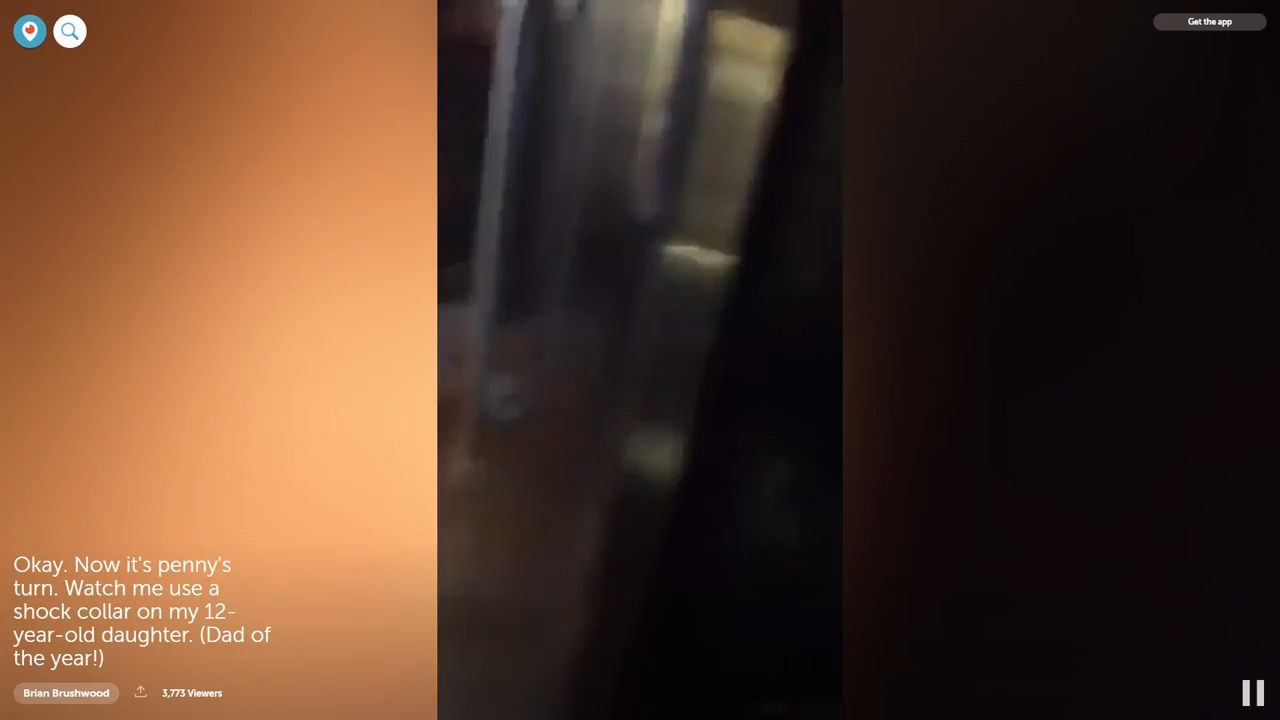 Get the app
Okay. Now it's penny's
turn. Watch me use a
shock collar on my 12-
year-old daughter. (Dad of
the year!)
Brian Brushwood
3,773 Viewers